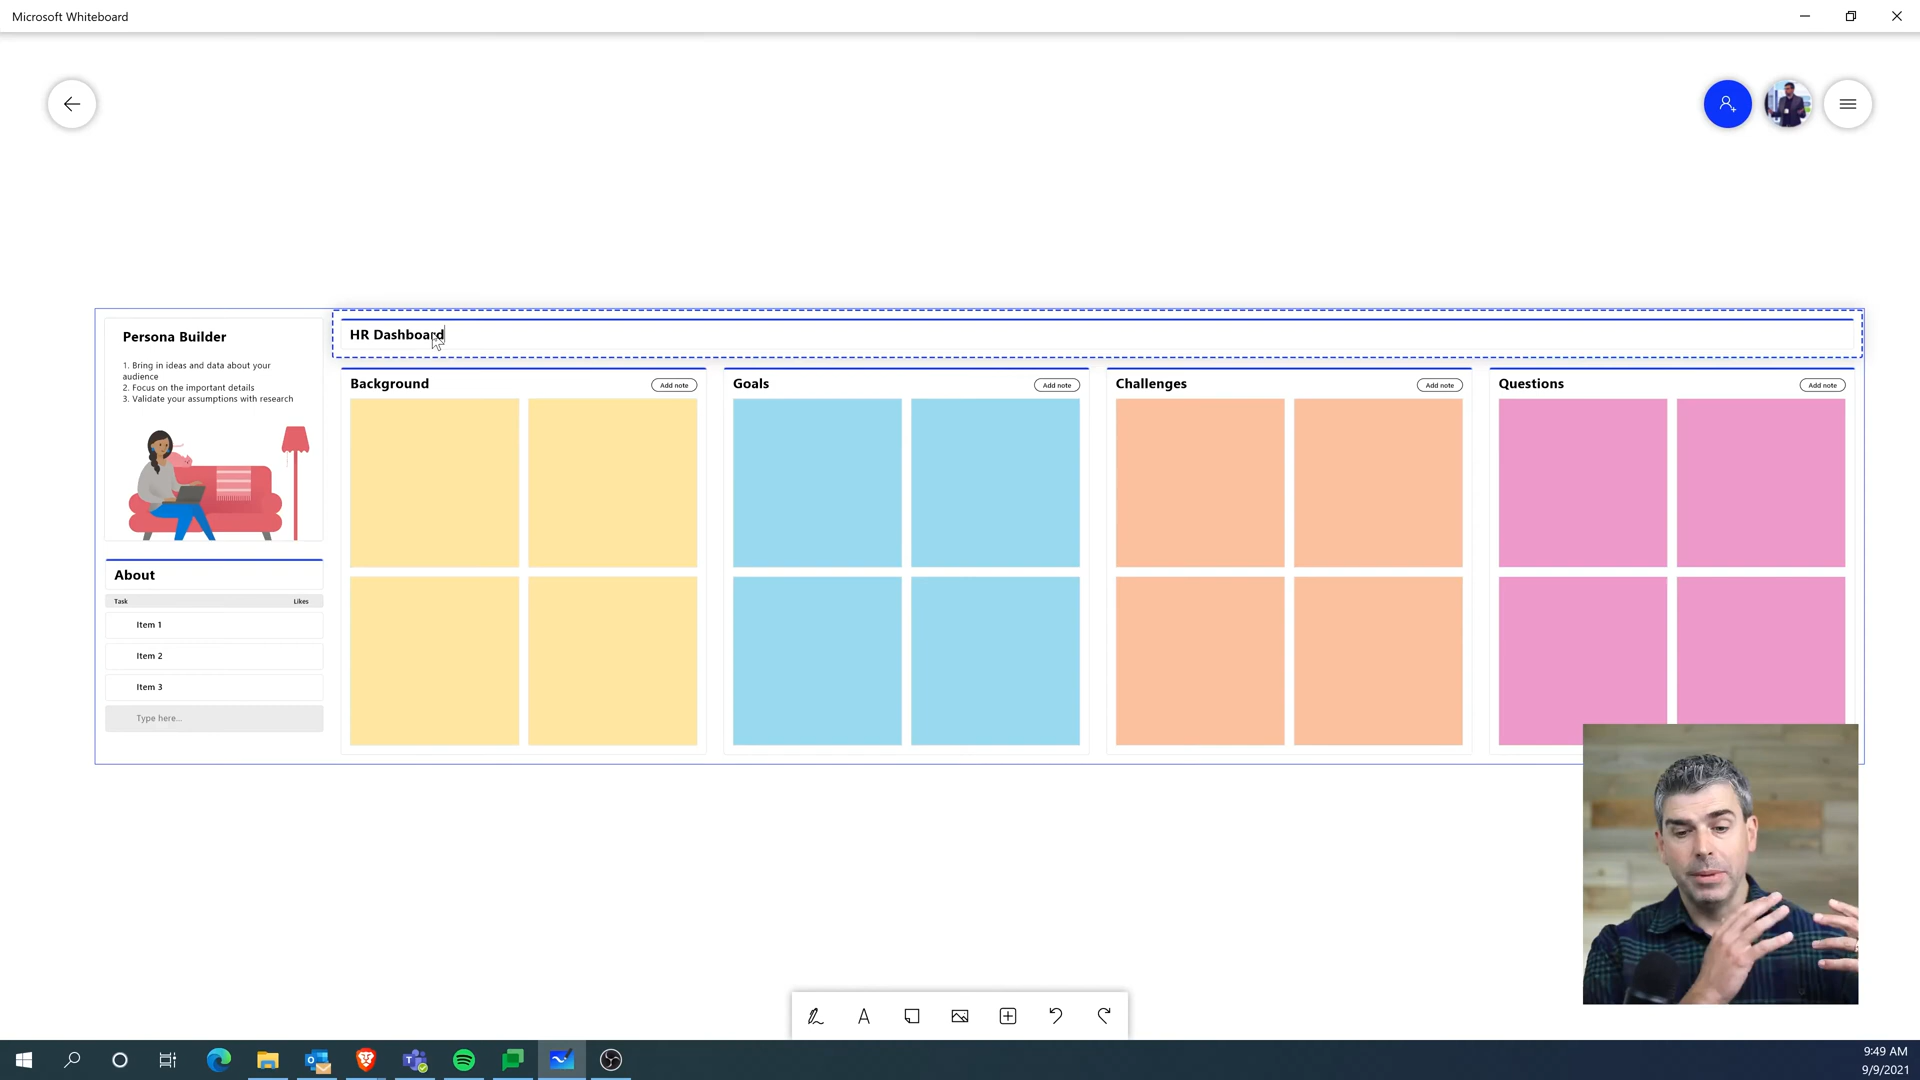 Microsoft Whiteboard
Persona Builder
1. Bring in ideas and data about your
audience
2. Focus on the important details
3. Validate your assumptions with research
HR Dashboard
Background
Add note
Goals
Add note
Challenges
Add note
Questions
Add note
About
Task
Likes
Item 1
Item 2
Item 3
Type here...
9:49 AM
9/9/2021